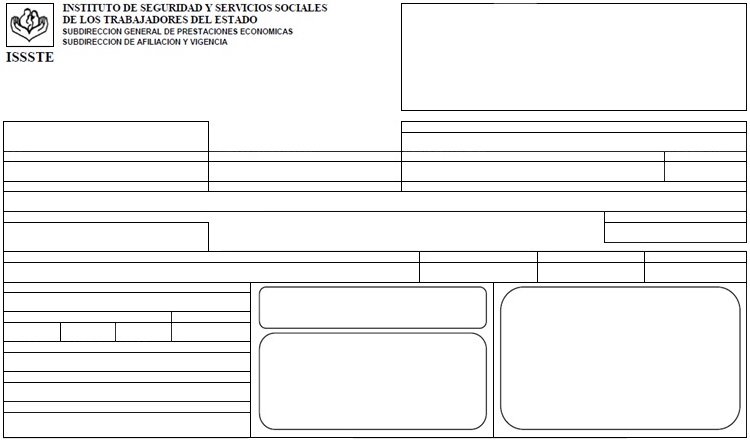 INSTITUTO DE SEGURIDAD Y SERVICIOS SOCIALES
DE LOS TRABAJADORES DEL ESTADO
SUBDIRECCION GENERAL DE PRESTACIONES ECONOMICAS
SUBDIRECCION DE AFILIACION Y VIGENCIA
ISSSTE